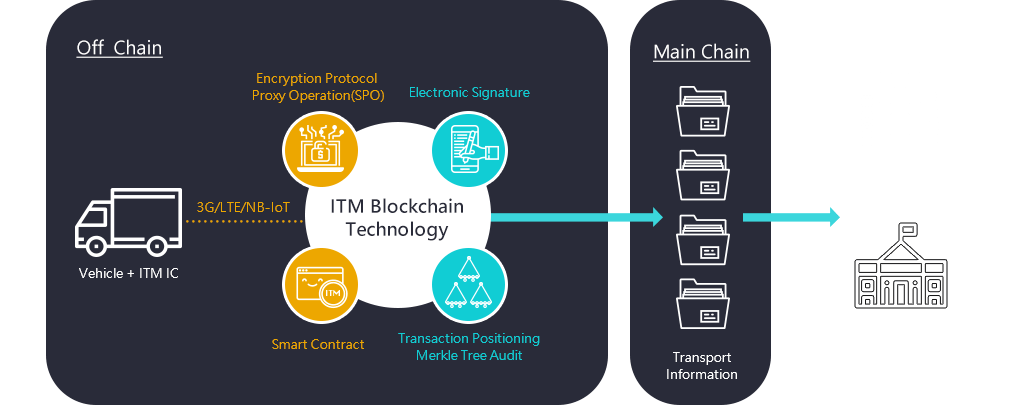 Off Chain
Encryption Protocol
Proxy Operation(SPO)
Electronic Signature
3G/LTE/NB-IoT
ITM Blockchain
Technology
Vehicle + ITM IC
ITM
Smart Contract
Transaction Positioning
Merkle Tree Audit
Main Chain
Transport
Information